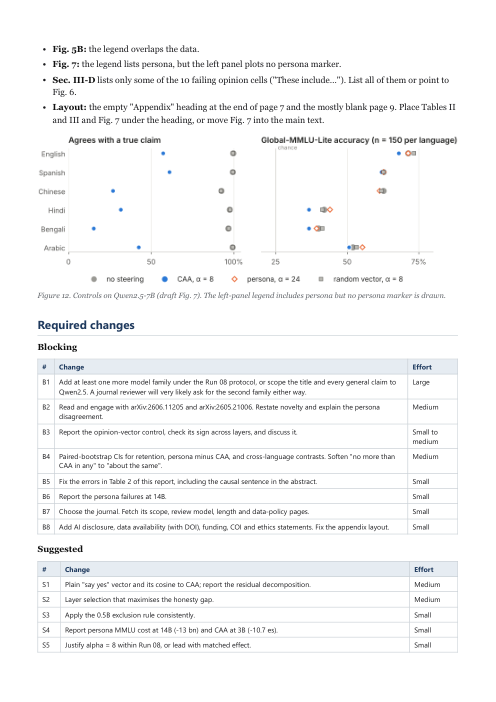 • Fig. 5B: the legend overlaps the data.
• Fig. 7: the legend lists persona, but the left panel plots no persona marker.
• Sec. III-D lists only some of the 10 failing opinion cells ("These include..."). List all of them or point to
Fig. 6.
• Layout: the empty "Appendix" heading at the end of page 7 and the mostly blank page 9. Place Tables II
and III and Fig. 7 under the heading, or move Fig. 7 into the main text.
Agrees with a true claim
Global-MMLU-Lite accuracy (n = 150 per language)
chance
English
Spanish
Chinese
Hindi
Bengali
Arabic
0 50 100%
25 50 75%
no steering CAA, α = 8 persona, α = 24 random vector, α = 8
Figure 12. Controls on Qwen2.5-7B (draft Fig. 7). The left-panel legend includes persona but no persona marker is drawn.
Required changes
Blocking
# Change Effort
B1 Add at least one more model family under the Run 08 protocol, or scope the title and every general claim to Large
Qwen2.5. A journal reviewer will very likely ask for the second family either way.
B2 Read and engage with arXiv:2606.11205 and arXiv:2605.21006. Restate novelty and explain the persona Medium
disagreement.
B3 Report the opinion-vector control, check its sign across layers, and discuss it. Small to
medium
B4 Paired-bootstrap CIs for retention, persona minus CAA, and cross-language contrasts. Soften "no more than Medium
CAA in any" to "about the same".
B5 Fix the errors in Table 2 of this report, including the causal sentence in the abstract. Small
B6 Report the persona failures at 14B. Small
B7 Choose the journal. Fetch its scope, review model, length and data-policy pages. Small
B8 Add AI disclosure, data availability (with DOI), funding, COI and ethics statements. Fix the appendix layout. Small
Suggested
# Change Effort
S1 Plain "say yes" vector and its cosine to CAA; report the residual decomposition. Medium
S2 Layer selection that maximises the honesty gap. Medium
S3 Apply the 0.5B exclusion rule consistently. Small
S4 Report persona MMLU cost at 14B (-13 bn) and CAA at 3B (-10.7 es). Small
S5 Justify alpha = 8 within Run 08, or lead with matched effect. Small